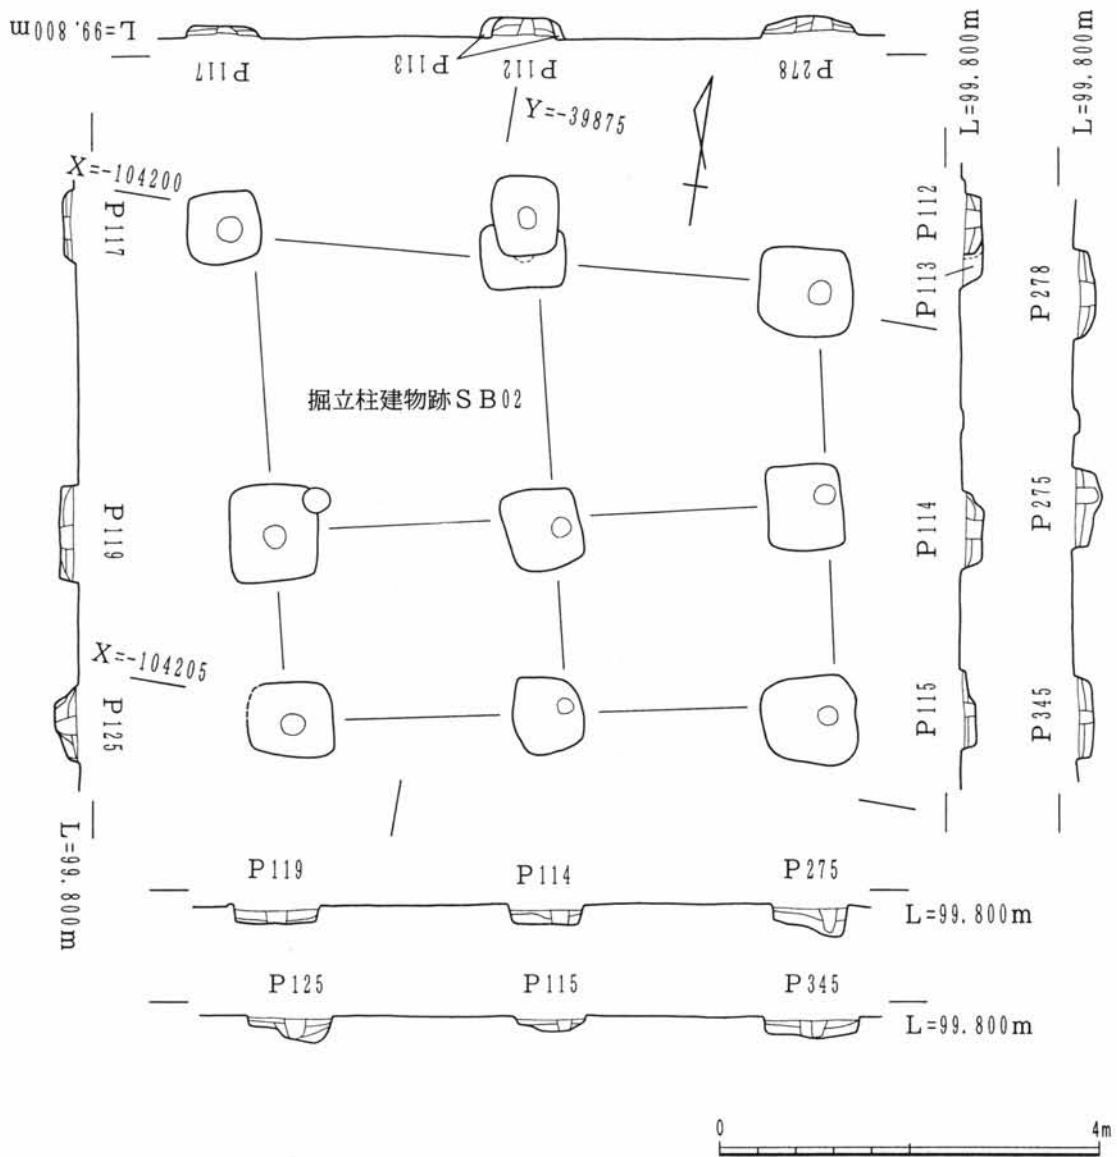 L=99.800m
P117
P113
P112
P278
L=99.800m
L=99.800m
Y=-39875
X=-104200
P117
P112
P113
P278
掘立柱建物跡SB02
P119
P114
P275
X=-104205
P125
P115
P345
L=99.800m
P119
P114
P275
L=99.800m
P125
P115
P345
L=99.800m
0
4m